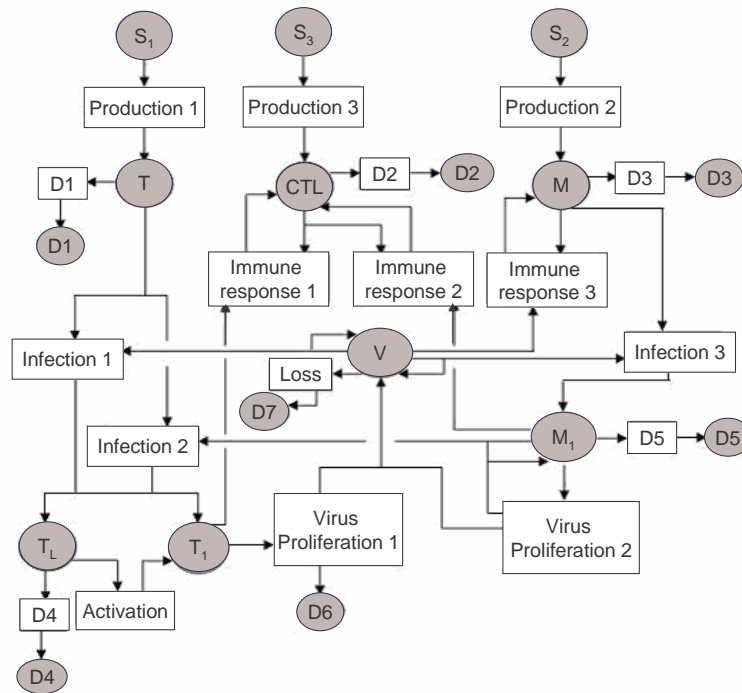 S₁
S₃
S₂
Production 1
Production 3
Production 2
D1
T
CTL
D2
D2
M
D3
D3
D1
Immune
response 1
Immune
response 2
Immune
response 3
Infection 1
V
Infection 3
Loss
D7
Infection 2
M₁
D5
D5
Virus
Proliferation 1
Virus
Proliferation 2
T_L
T₁
D4
Activation
D6
D4